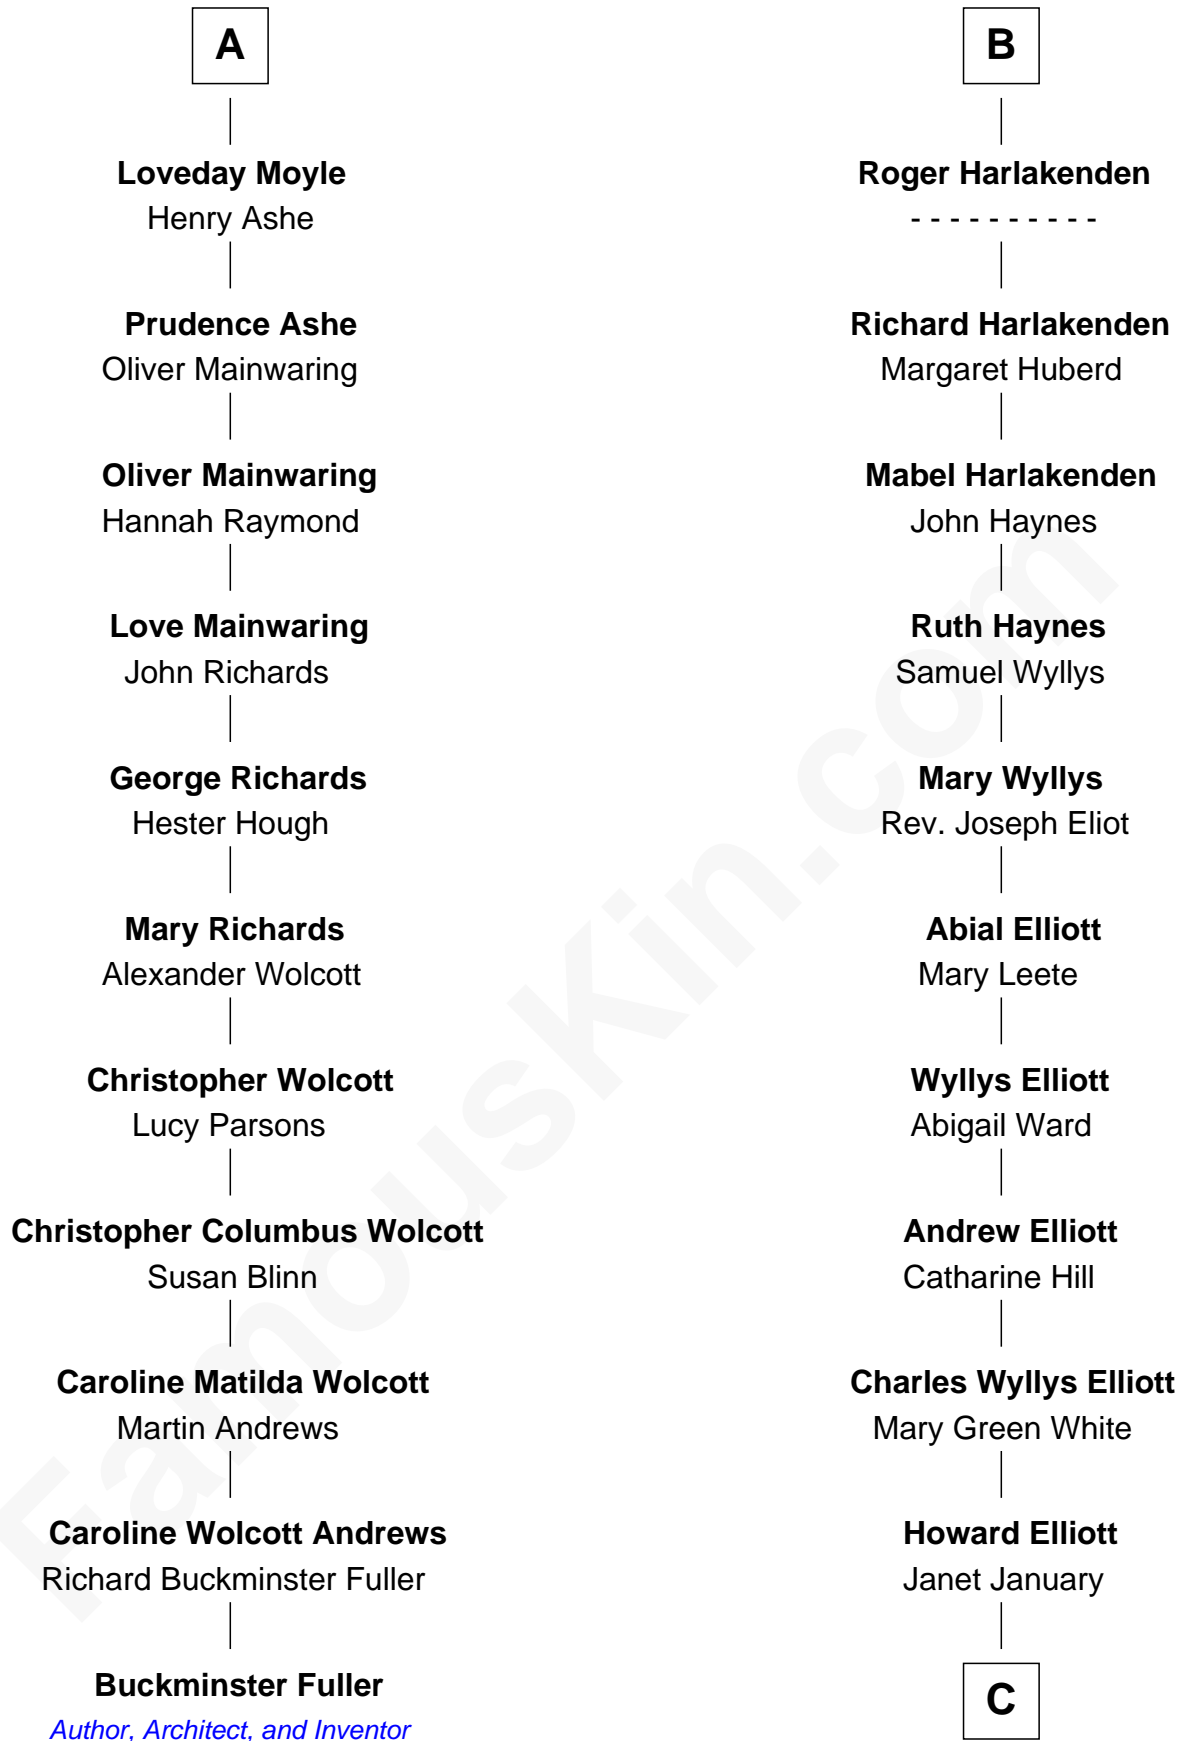 A
Loveday Moyle
Henry Ashe
Prudence Ashe
Oliver Mainwaring
Oliver Mainwaring
Hannah Raymond
Love Mainwaring
John Richards
George Richards
Hester Hough
Mary Richards
Alexander Wolcott
Christopher Wolcott
Lucy Parsons
Christopher Columbus Wolcott
Susan Blinn
Caroline Matilda Wolcott
Martin Andrews
Caroline Wolcott Andrews
Richard Buckminster Fuller
Buckminster Fuller
Author, Architect, and Inventor
B
Roger Harlakenden
- - - - - - - - - -
Richard Harlakenden
Margaret Huberd
Mabel Harlakenden
John Haynes
Ruth Haynes
Samuel Wyllys
Mary Wyllys
Rev. Joseph Eliot
Abial Elliott
Mary Leete
Wyllys Elliott
Abigail Ward
Andrew Elliott
Catharine Hill
Charles Wyllys Elliott
Mary Green White
Howard Elliott
Janet January
C
FamousKin.com